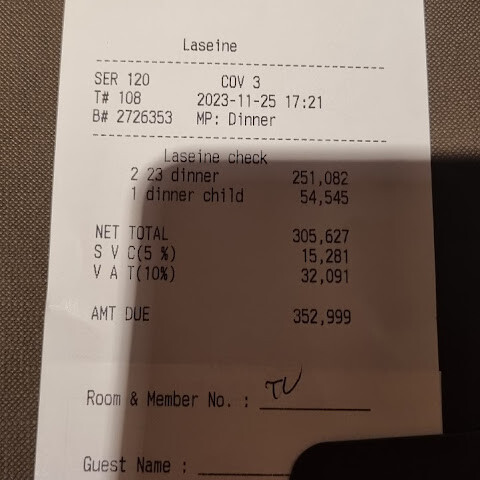 Laseine
SER 120 COV 3
T# 108 2023-11-25 17:21
B# 2726353 MP: Dinner
Laseine check
2 23 dinner 251,082
1 dinner child 54,545
NET TOTAL 305,627
S V C(5 %) 15,281
V A T(10%) 32,091
AMT DUE 352,999
Room & Member No. :
Guest Name :